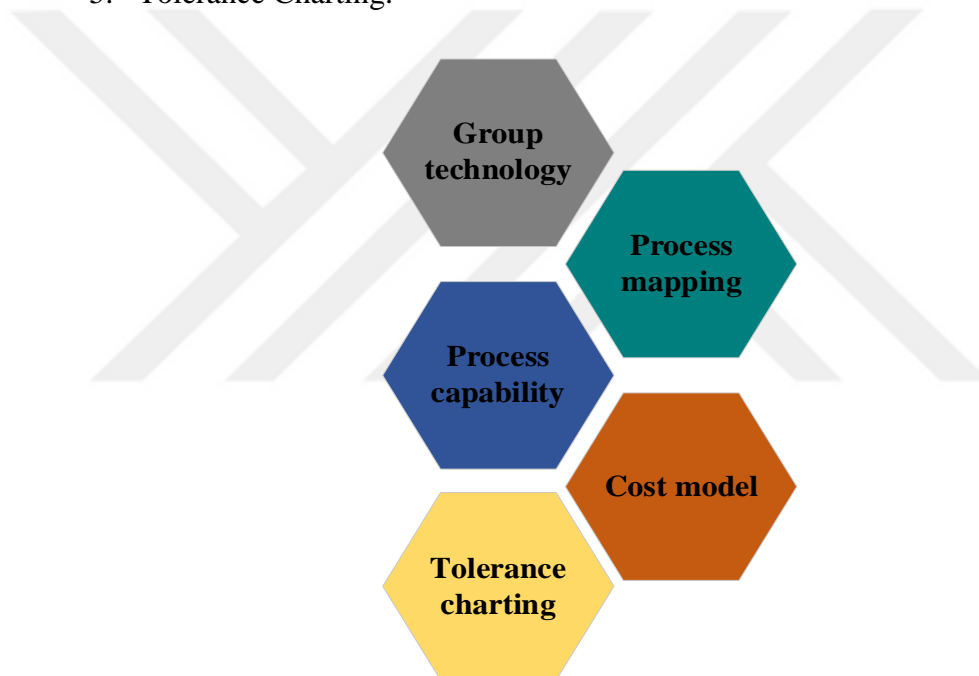 Tolerance Charting.
Group
technology
Process
mapping
Process
capability
Cost model
Tolerance
charting